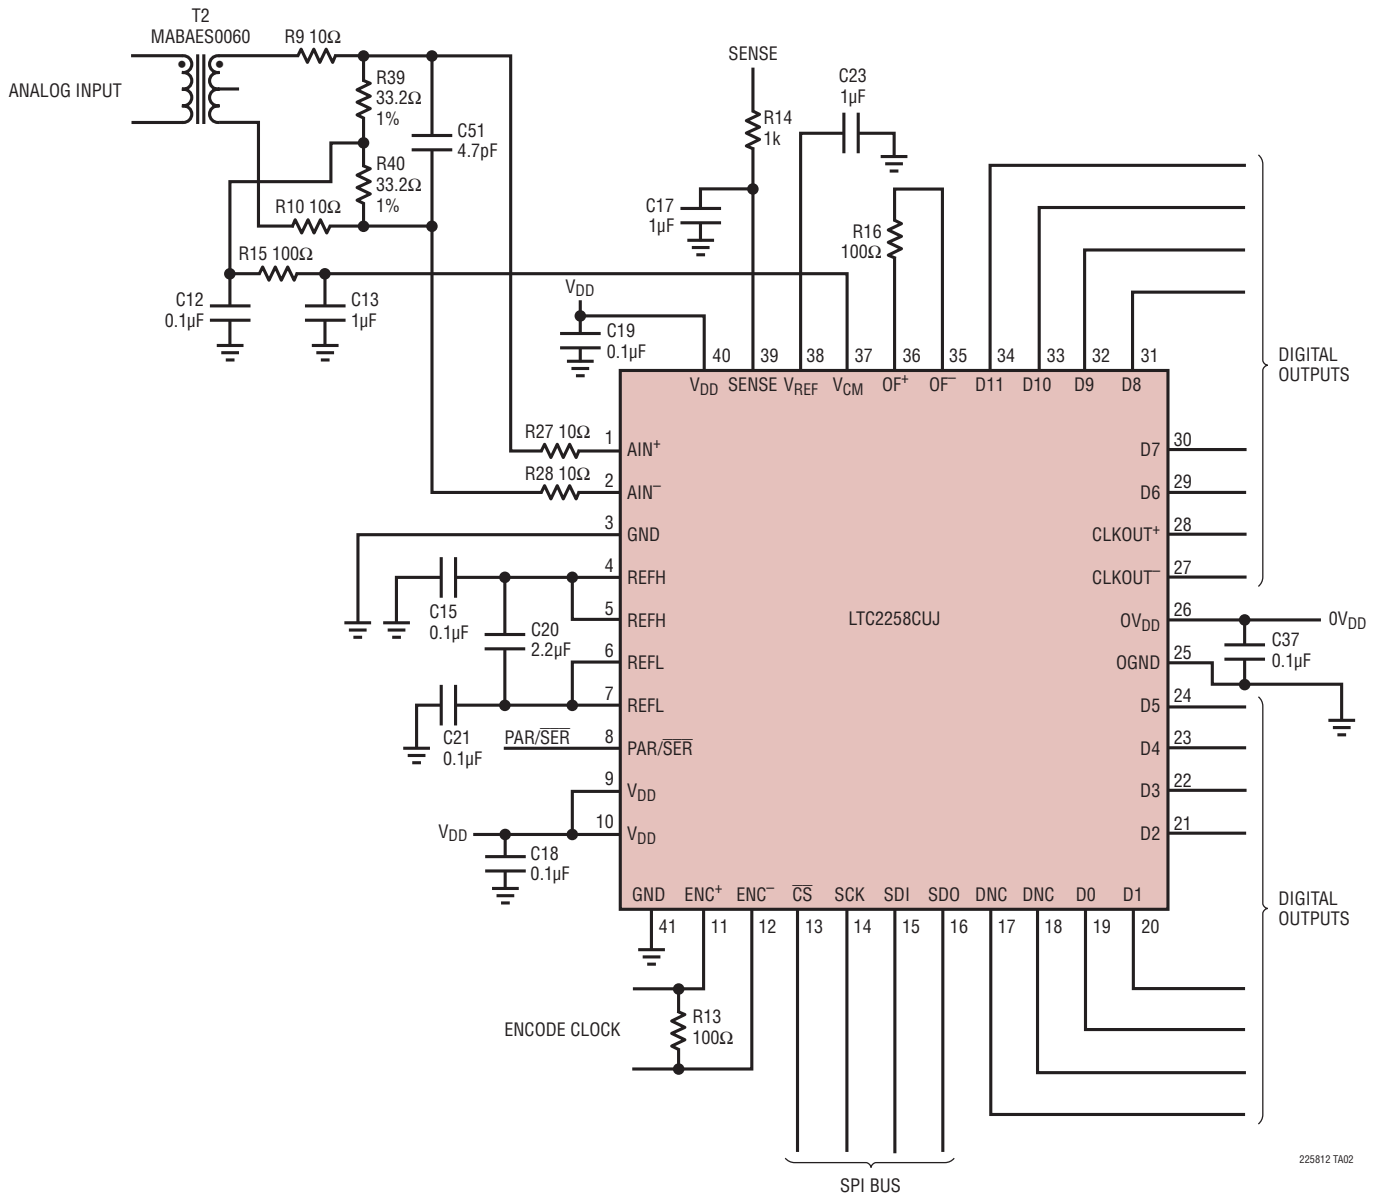 T2
MABAES0060
ANALOG INPUT
R9 10Ω
R39
33.2Ω
1%
C51
4.7pF
R40
33.2Ω
1%
R10 10Ω
R15 100Ω
C12
0.1µF
C13
1µF
SENSE
R14
1k
C17
1µF
C23
1µF
R16
100Ω
VDD
C19
0.1µF
40 39 38 37 36 35 34 33 32 31
VDD SENSE VREF VCM OF+ OF– D11 D10 D9 D8
DIGITAL
OUTPUTS
R27 10Ω 1 AIN+
R28 10Ω 2 AIN–
3 GND
4 REFH
5 REFH
6 REFL
7 REFL
PAR/SER 8 PAR/SER
9 VDD
VDD 10 VDD
C15
0.1µF
C20
2.2µF
C21
0.1µF
C18
0.1µF
LTC2258CUJ
D7 30
D6 29
CLKOUT+ 28
CLKOUT– 27
OVDD 26 0VDD
OGND 25
D5 24
D4 23
D3 22
D2 21
C37
0.1µF
GND ENC+ ENC– CS SCK SDI SDO DNC DNC D0 D1
41 11 12 13 14 15 16 17 18 19 20
DIGITAL
OUTPUTS
ENCODE CLOCK
R13
100Ω
SPI BUS
225812 TA02